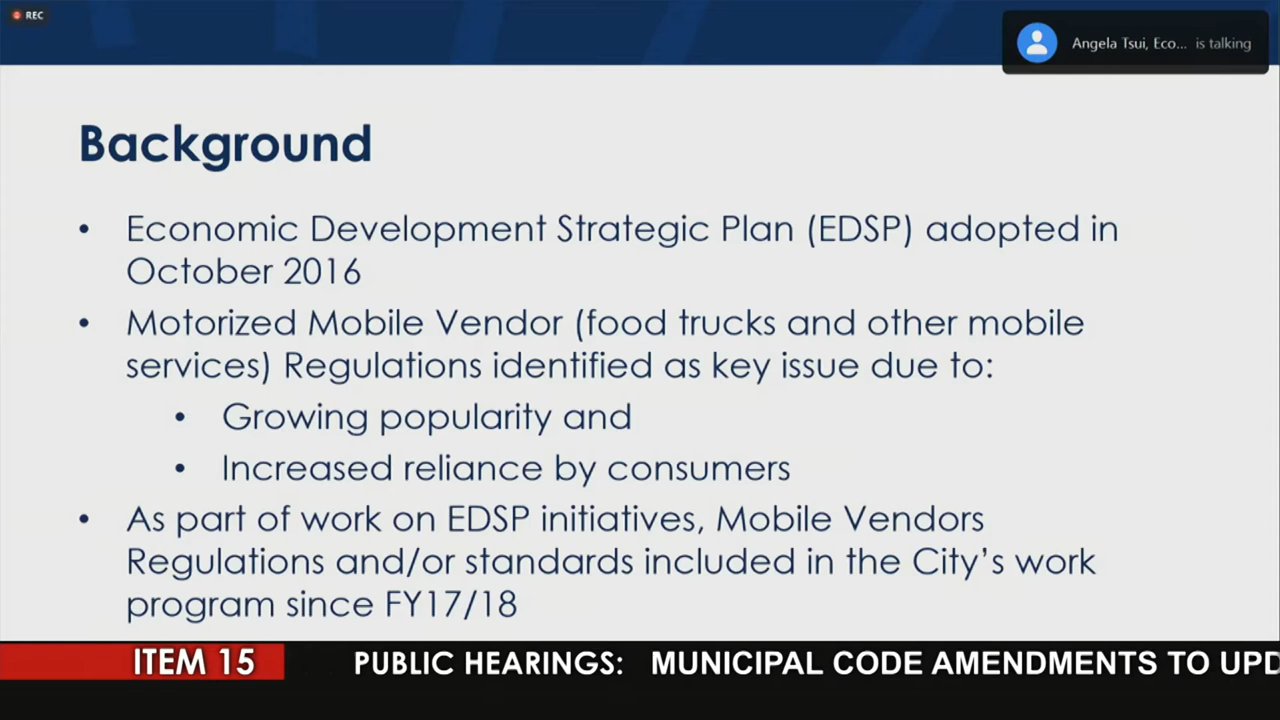 REC
Angela Tsui, Eco... is talking
Background
• Economic Development Strategic Plan (EDSP) adopted in
October 2016
• Motorized Mobile Vendor (food trucks and other mobile
services) Regulations identified as key issue due to:
• Growing popularity and
• Increased reliance by consumers
• As part of work on EDSP initiatives, Mobile Vendors
Regulations and/or standards included in the City’s work
program since FY17/18
ITEM 15 PUBLIC HEARINGS: MUNICIPAL CODE AMENDMENTS TO UPD